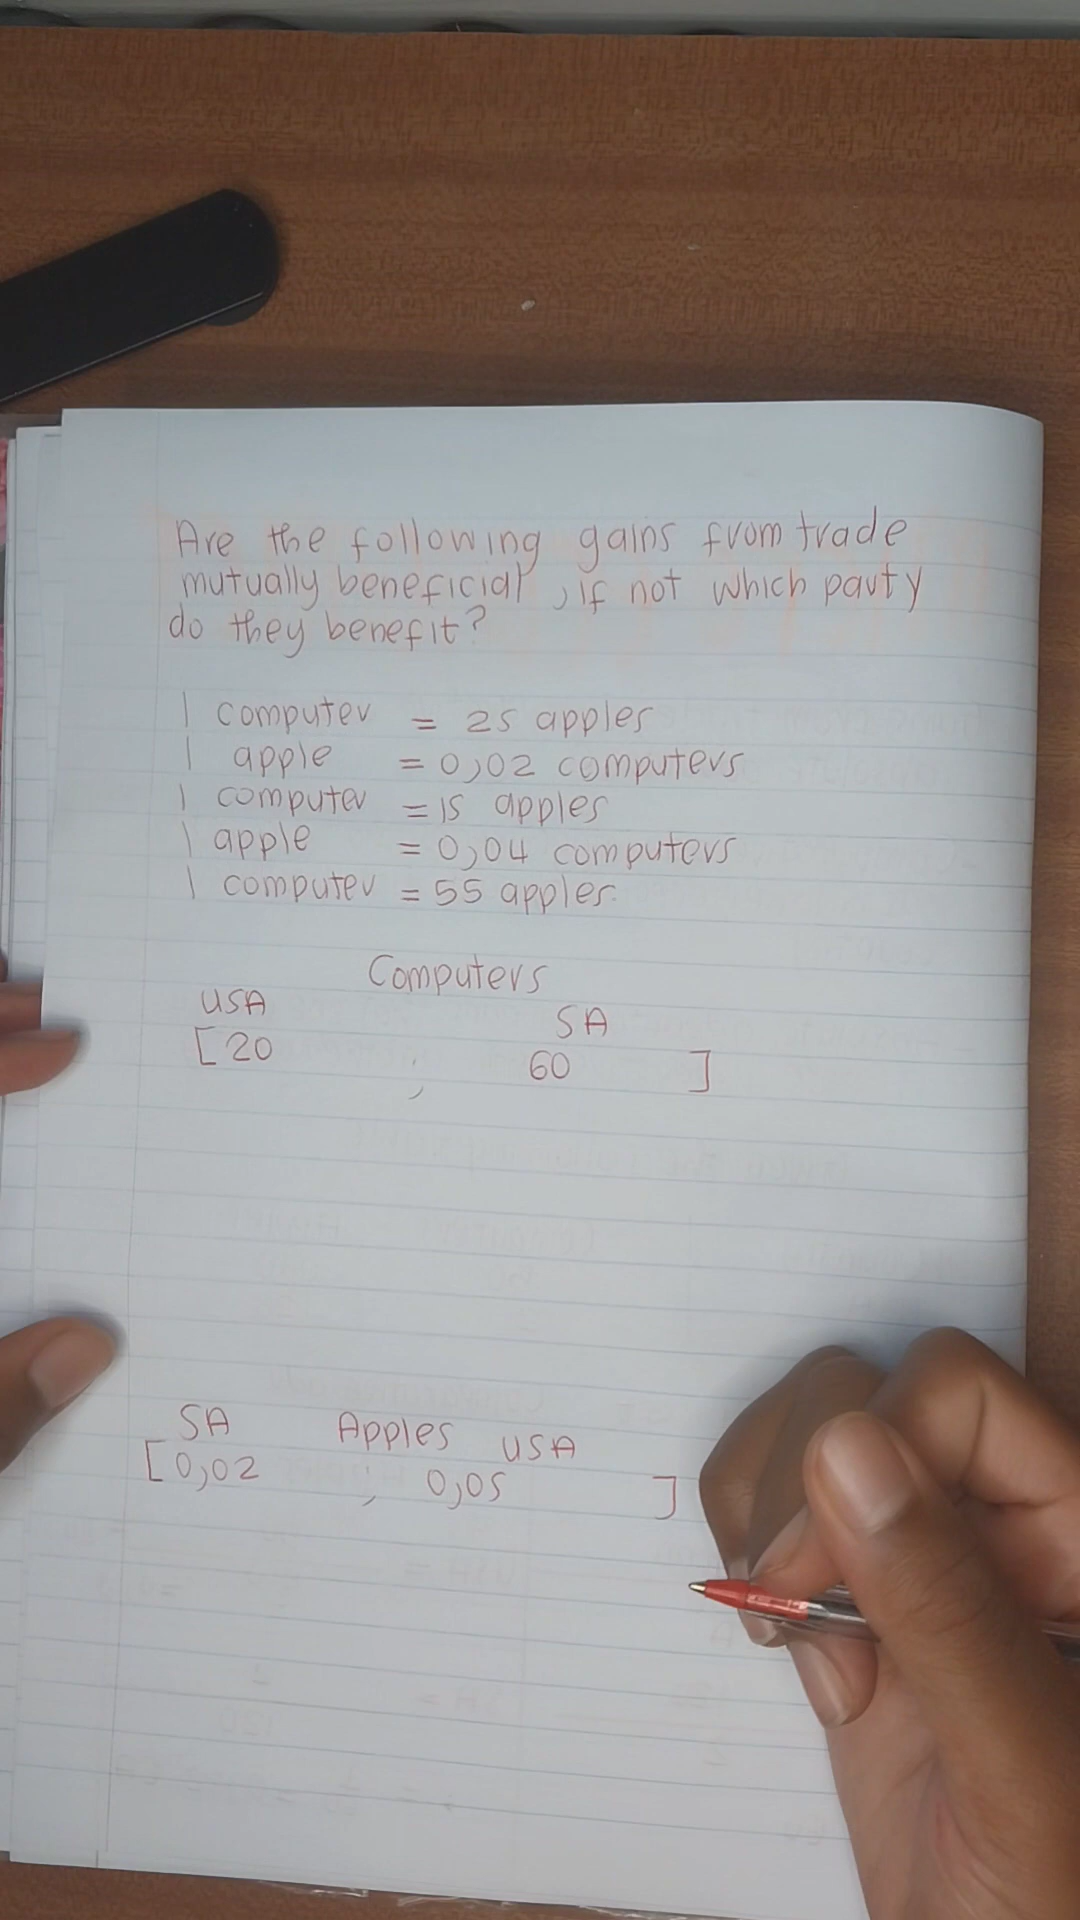 Are the following gains from trade
mutually beneficial, if not which party
do they benefit?
1 computer = 25 apples
1 apple = 0,02 computers
1 computer = 15 apples
1 apple = 0,04 computers
1 computer = 55 apples.
Computers
USA SA
[20 ; 60 ]
SA Apples USA
[0,02 ; 0,05 ]